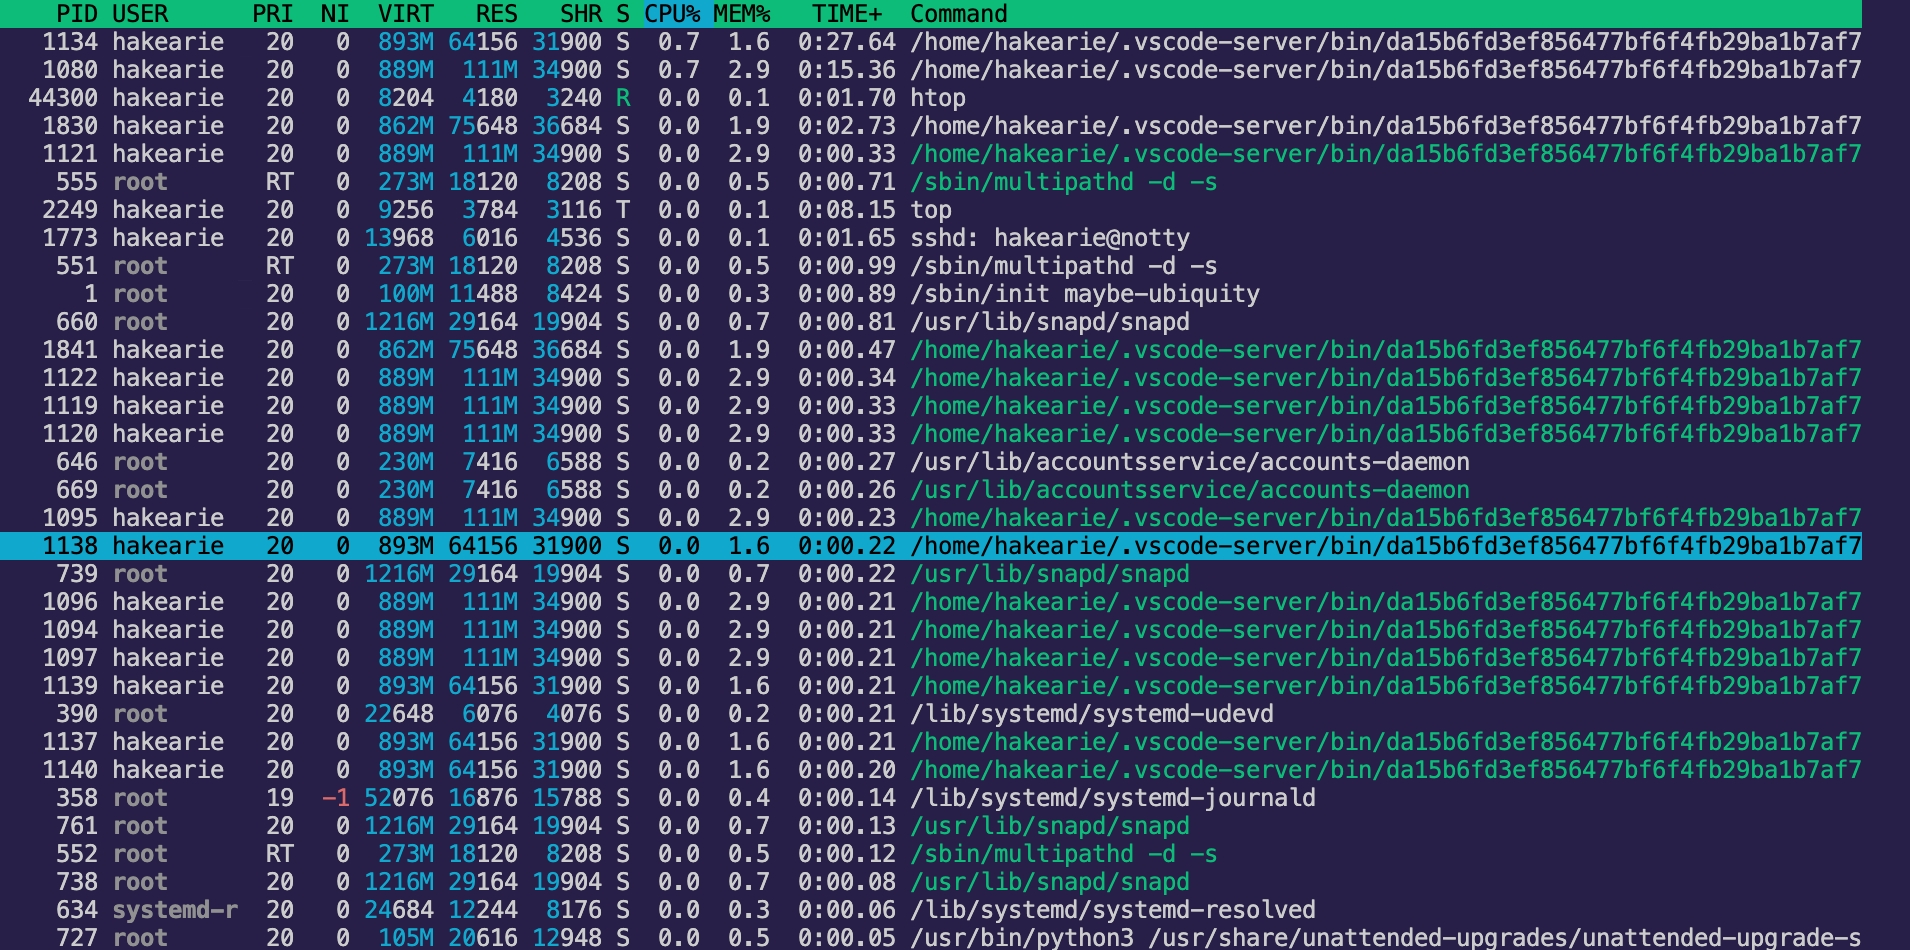 PID USER PRI NI VIRT RES SHR S CPU% MEM% TIME+ Command
1134 hakearie 20 0 893M 64156 31900 S 0.7 1.6 0:27.64 /home/hakearie/.vscode-server/bin/da15b6fd3ef856477bf6f4fb29ba1b7af7
1080 hakearie 20 0 889M 111M 34900 S 0.7 2.9 0:15.36 /home/hakearie/.vscode-server/bin/da15b6fd3ef856477bf6f4fb29ba1b7af7
44300 hakearie 20 0 8204 4180 3240 R 0.0 0.1 0:01.70 htop
1830 hakearie 20 0 862M 75648 36684 S 0.0 1.9 0:02.73 /home/hakearie/.vscode-server/bin/da15b6fd3ef856477bf6f4fb29ba1b7af7
1121 hakearie 20 0 889M 111M 34900 S 0.0 2.9 0:00.33 /home/hakearie/.vscode-server/bin/da15b6fd3ef856477bf6f4fb29ba1b7af7
555 root RT 0 273M 18120 8208 S 0.0 0.5 0:00.71 /sbin/multipathd -d -s
2249 hakearie 20 0 9256 3784 3116 T 0.0 0.1 0:08.15 top
1773 hakearie 20 0 13968 6016 4536 S 0.0 0.1 0:01.65 sshd: hakearie@notty
551 root RT 0 273M 18120 8208 S 0.0 0.5 0:00.99 /sbin/multipathd -d -s
1 root 20 0 100M 11488 8424 S 0.0 0.3 0:00.89 /sbin/init maybe-ubiquity
660 root 20 0 1216M 29164 19904 S 0.0 0.7 0:00.81 /usr/lib/snapd/snapd
1841 hakearie 20 0 862M 75648 36684 S 0.0 1.9 0:00.47 /home/hakearie/.vscode-server/bin/da15b6fd3ef856477bf6f4fb29ba1b7af7
1122 hakearie 20 0 889M 111M 34900 S 0.0 2.9 0:00.34 /home/hakearie/.vscode-server/bin/da15b6fd3ef856477bf6f4fb29ba1b7af7
1119 hakearie 20 0 889M 111M 34900 S 0.0 2.9 0:00.33 /home/hakearie/.vscode-server/bin/da15b6fd3ef856477bf6f4fb29ba1b7af7
1120 hakearie 20 0 889M 111M 34900 S 0.0 2.9 0:00.33 /home/hakearie/.vscode-server/bin/da15b6fd3ef856477bf6f4fb29ba1b7af7
646 root 20 0 230M 7416 6588 S 0.0 0.2 0:00.27 /usr/lib/accountsservice/accounts-daemon
669 root 20 0 230M 7416 6588 S 0.0 0.2 0:00.26 /usr/lib/accountsservice/accounts-daemon
1095 hakearie 20 0 889M 111M 34900 S 0.0 2.9 0:00.23 /home/hakearie/.vscode-server/bin/da15b6fd3ef856477bf6f4fb29ba1b7af7
1138 hakearie 20 0 893M 64156 31900 S 0.0 1.6 0:00.22 /home/hakearie/.vscode-server/bin/da15b6fd3ef856477bf6f4fb29ba1b7af7
739 root 20 0 1216M 29164 19904 S 0.0 0.7 0:00.22 /usr/lib/snapd/snapd
1096 hakearie 20 0 889M 111M 34900 S 0.0 2.9 0:00.21 /home/hakearie/.vscode-server/bin/da15b6fd3ef856477bf6f4fb29ba1b7af7
1094 hakearie 20 0 889M 111M 34900 S 0.0 2.9 0:00.21 /home/hakearie/.vscode-server/bin/da15b6fd3ef856477bf6f4fb29ba1b7af7
1097 hakearie 20 0 889M 111M 34900 S 0.0 2.9 0:00.21 /home/hakearie/.vscode-server/bin/da15b6fd3ef856477bf6f4fb29ba1b7af7
1139 hakearie 20 0 893M 64156 31900 S 0.0 1.6 0:00.21 /home/hakearie/.vscode-server/bin/da15b6fd3ef856477bf6f4fb29ba1b7af7
390 root 20 0 22648 6076 4076 S 0.0 0.2 0:00.21 /lib/systemd/systemd-udevd
1137 hakearie 20 0 893M 64156 31900 S 0.0 1.6 0:00.21 /home/hakearie/.vscode-server/bin/da15b6fd3ef856477bf6f4fb29ba1b7af7
1140 hakearie 20 0 893M 64156 31900 S 0.0 1.6 0:00.20 /home/hakearie/.vscode-server/bin/da15b6fd3ef856477bf6f4fb29ba1b7af7
358 root 19 -1 52076 16876 15788 S 0.0 0.4 0:00.14 /lib/systemd/systemd-journald
761 root 20 0 1216M 29164 19904 S 0.0 0.7 0:00.13 /usr/lib/snapd/snapd
552 root RT 0 273M 18120 8208 S 0.0 0.5 0:00.12 /sbin/multipathd -d -s
738 root 20 0 1216M 29164 19904 S 0.0 0.7 0:00.08 /usr/lib/snapd/snapd
634 systemd-r 20 0 24684 12244 8176 S 0.0 0.3 0:00.06 /lib/systemd/systemd-resolved
727 root 20 0 105M 20616 12948 S 0.0 0.5 0:00.05 /usr/bin/python3 /usr/share/unattended-upgrades/unattended-upgrade-s